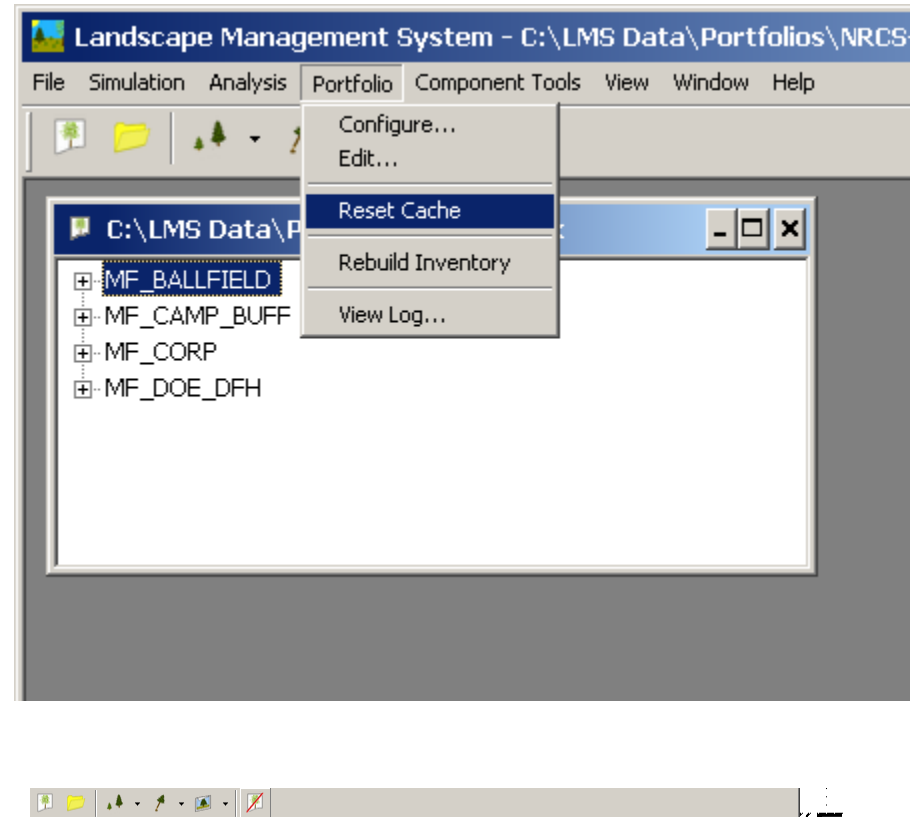 Landscape Management System - C:\LMS Data\Portfolios\NRCS
File Simulation Analysis Portfolio Component Tools View Window Help
Configure...
Edit...
Reset Cache
Rebuild Inventory
View Log...
C:\LMS Data\P
MF_BALLFIELD
MF_CAMP_BUFF
MF_CORP
MF_DOE_DFH